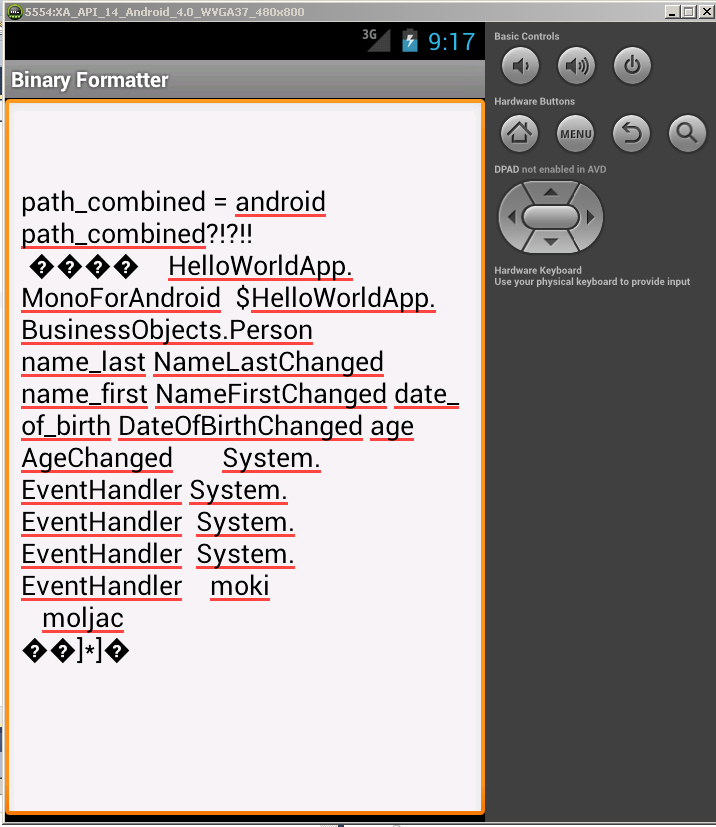 5554:XA_API_14_Android_4.0_WVGA37_480x800
3G 9:17
Binary Formatter
path_combined = android
path_combined?!?!!
���� HelloWorldApp.
MonoForAndroid $HelloWorldApp.
BusinessObjects.Person
name_last NameLastChanged
name_first NameFirstChanged date_
of_birth DateOfBirthChanged age
AgeChanged System.
EventHandler System.
EventHandler System.
EventHandler System.
EventHandler moki
moljac
��]*]�
Basic Controls
Hardware Buttons
MENU
DPAD not enabled in AVD
Hardware Keyboard
Use your physical keyboard to provide input